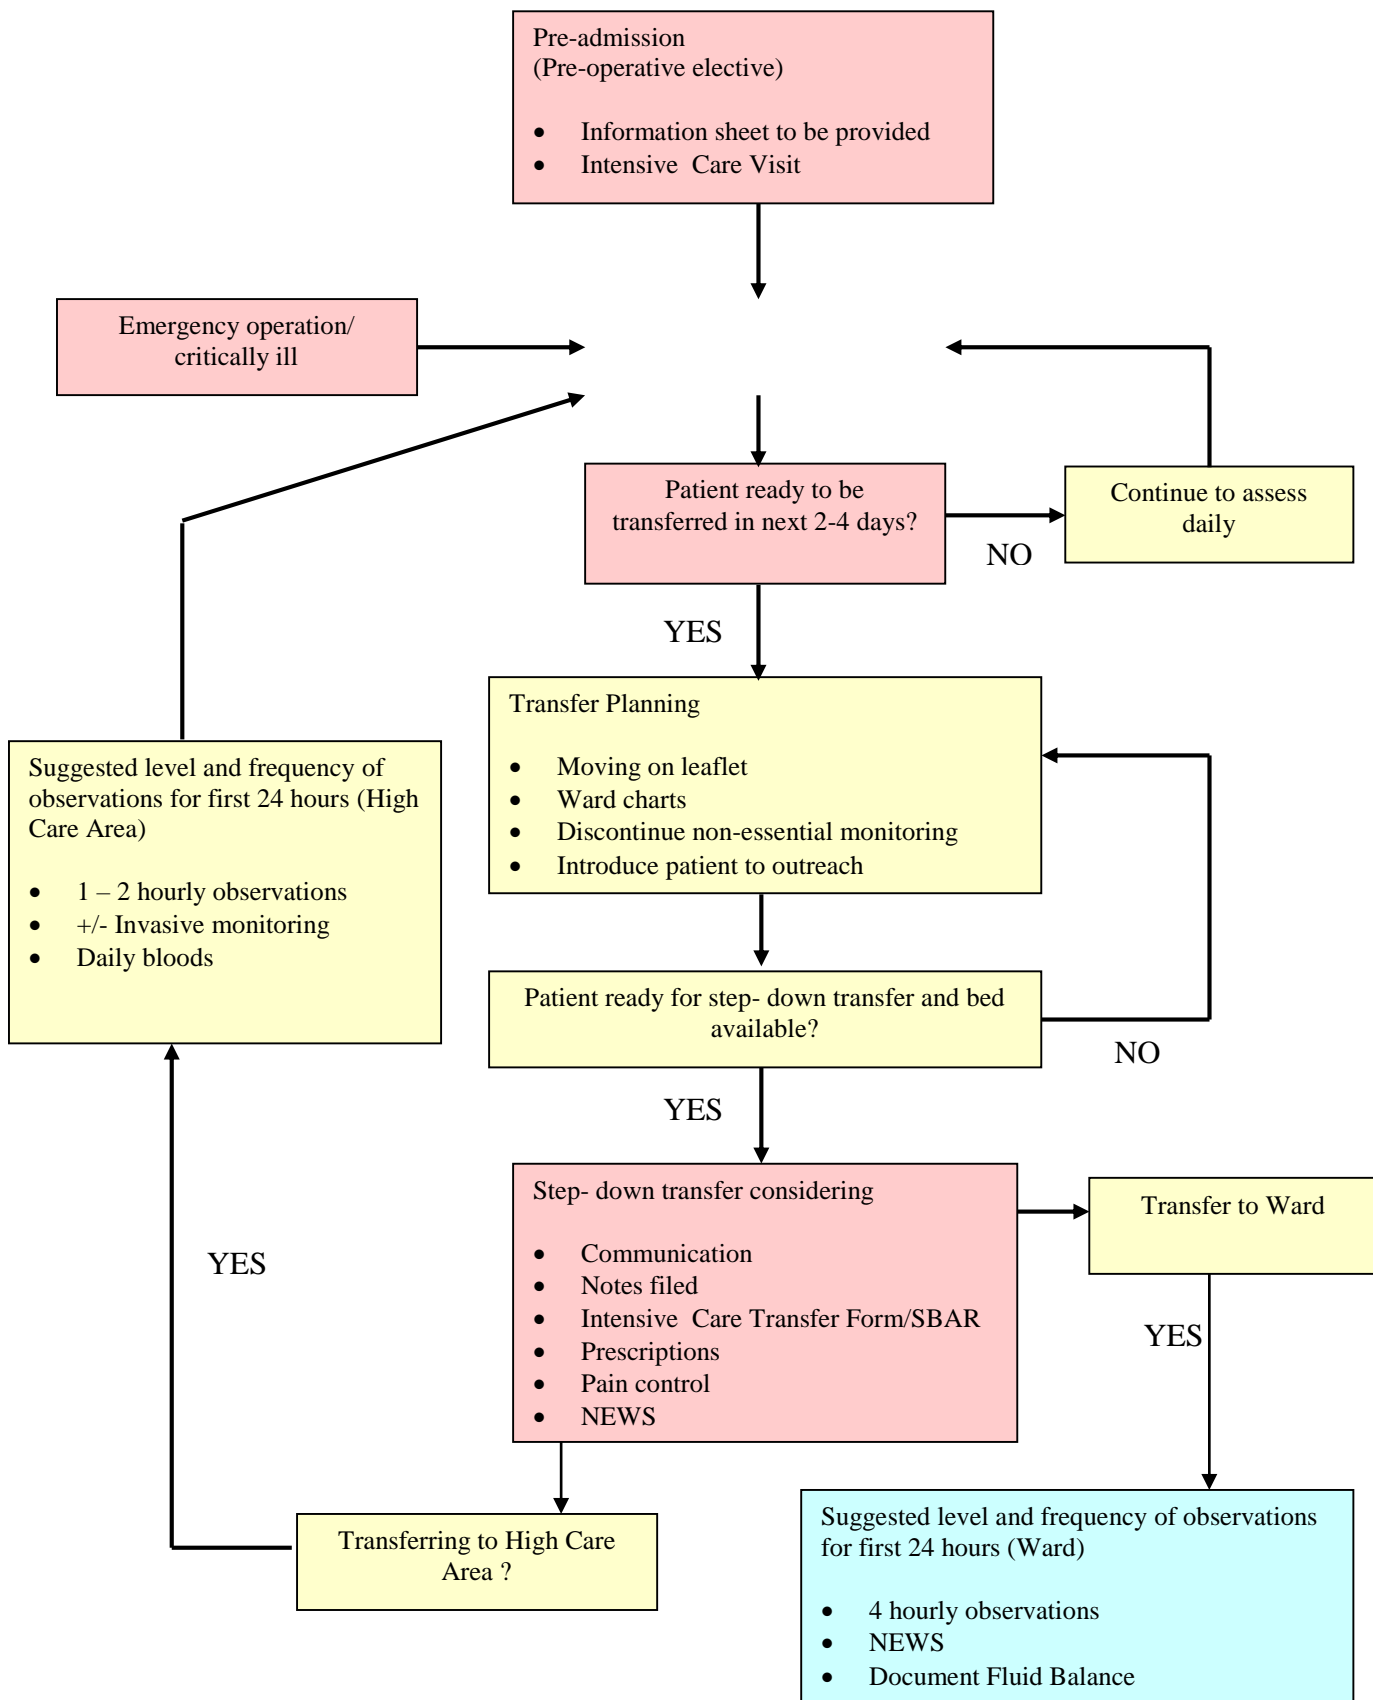 Pre-admission
(Pre-operative elective)
• Information sheet to be provided
• Intensive Care Visit
Emergency operation/
critically ill
Patient ready to be
transferred in next 2-4 days?
NO
Continue to assess
daily
YES
Transfer Planning
• Moving on leaflet
• Ward charts
• Discontinue non-essential monitoring
• Introduce patient to outreach
Suggested level and frequency of
observations for first 24 hours (High
Care Area)
• 1 – 2 hourly observations
• +/- Invasive monitoring
• Daily bloods
Patient ready for step- down transfer and bed
available?
NO
YES
Step- down transfer considering
• Communication
• Notes filed
• Intensive Care Transfer Form/SBAR
• Prescriptions
• Pain control
• NEWS
Transfer to Ward
YES
YES
Transferring to High Care
Area ?
Suggested level and frequency of observations
for first 24 hours (Ward)
• 4 hourly observations
• NEWS
• Document Fluid Balance